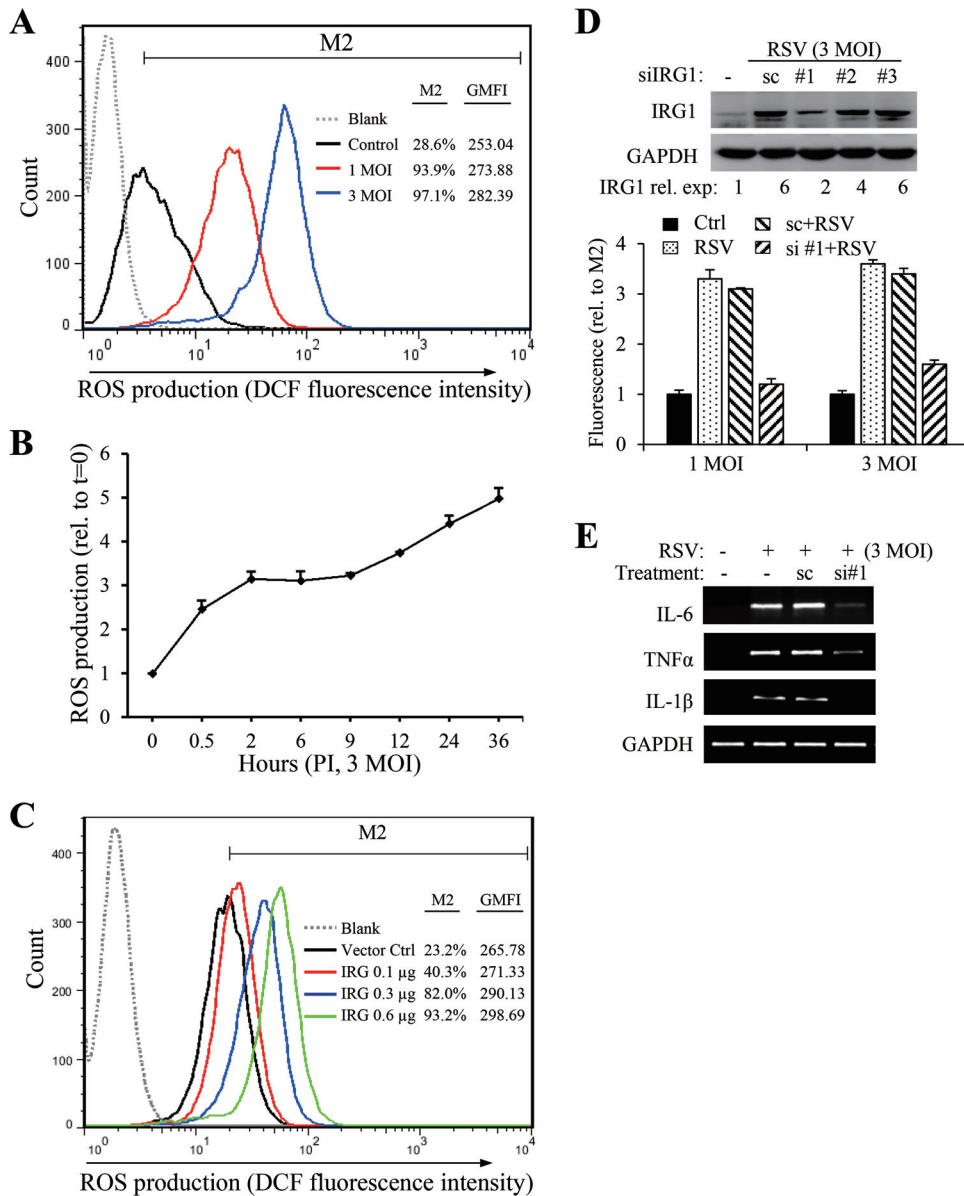 A
M2
M2 GMFI
Blank
Control 28.6% 253.04
1 MOI 93.9% 273.88
3 MOI 97.1% 282.39
Count
400
300
200
100
0
10^0 10^1 10^2 10^3 10^4
ROS production (DCF fluorescence intensity)
B
ROS production (rel. to t=0)
6
5
4
3
2
1
0
0 0.5 2 6 9 12 24 36
Hours (PI, 3 MOI)
C
M2
M2 GMFI
Blank
Vector Ctrl 23.2% 265.78
IRG 0.1 µg 40.3% 271.33
IRG 0.3 µg 82.0% 290.13
IRG 0.6 µg 93.2% 298.69
Count
400
300
200
100
0
10^0 10^1 10^2 10^3 10^4
ROS production (DCF fluorescence intensity)
D
RSV (3 MOI)
siIRG1: - sc #1 #2 #3
IRG1
GAPDH
IRG1 rel. exp: 1 6 2 4 6
Ctrl sc+RSV
RSV si #1+RSV
Fluorescence (rel. to M2)
4
3
2
1
0
1 MOI 3 MOI
E
RSV: - + + + (3 MOI)
Treatment: - - sc si#1
IL-6
TNFα
IL-1β
GAPDH